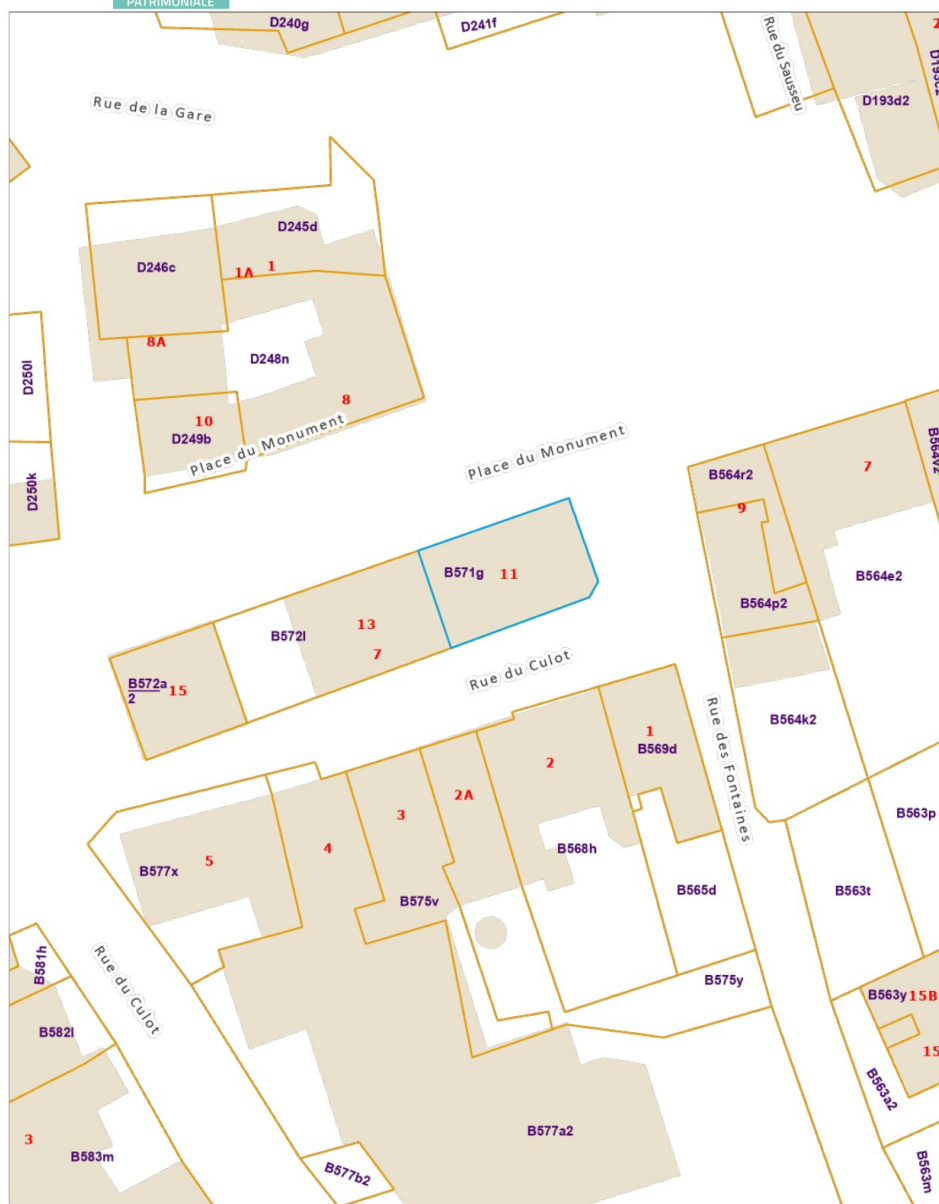 PATRIMONIALE
D240g
D241f
Rue du Sausseu
2
D193c2
D193d2
Rue de la Gare
D245d
D246c
1A
1
8A
D248n
D250l
8
10
D249b
Place du Monument
Place du Monument
D250k
B564r2
7
B564v2
9
B571g
11
B564e2
B564p2
B572l
13
7
Rue du Culot
B572a
2
15
B564k2
Rue des Fontaines
1
B569d
2
2A
3
B563p
4
B568h
5
B577x
B575v
B565d
B563t
B581h
Rue du Culot
B575y
B563y
15B
B582l
15
B563a2
B577a2
3
B583m
B577b2
B563m